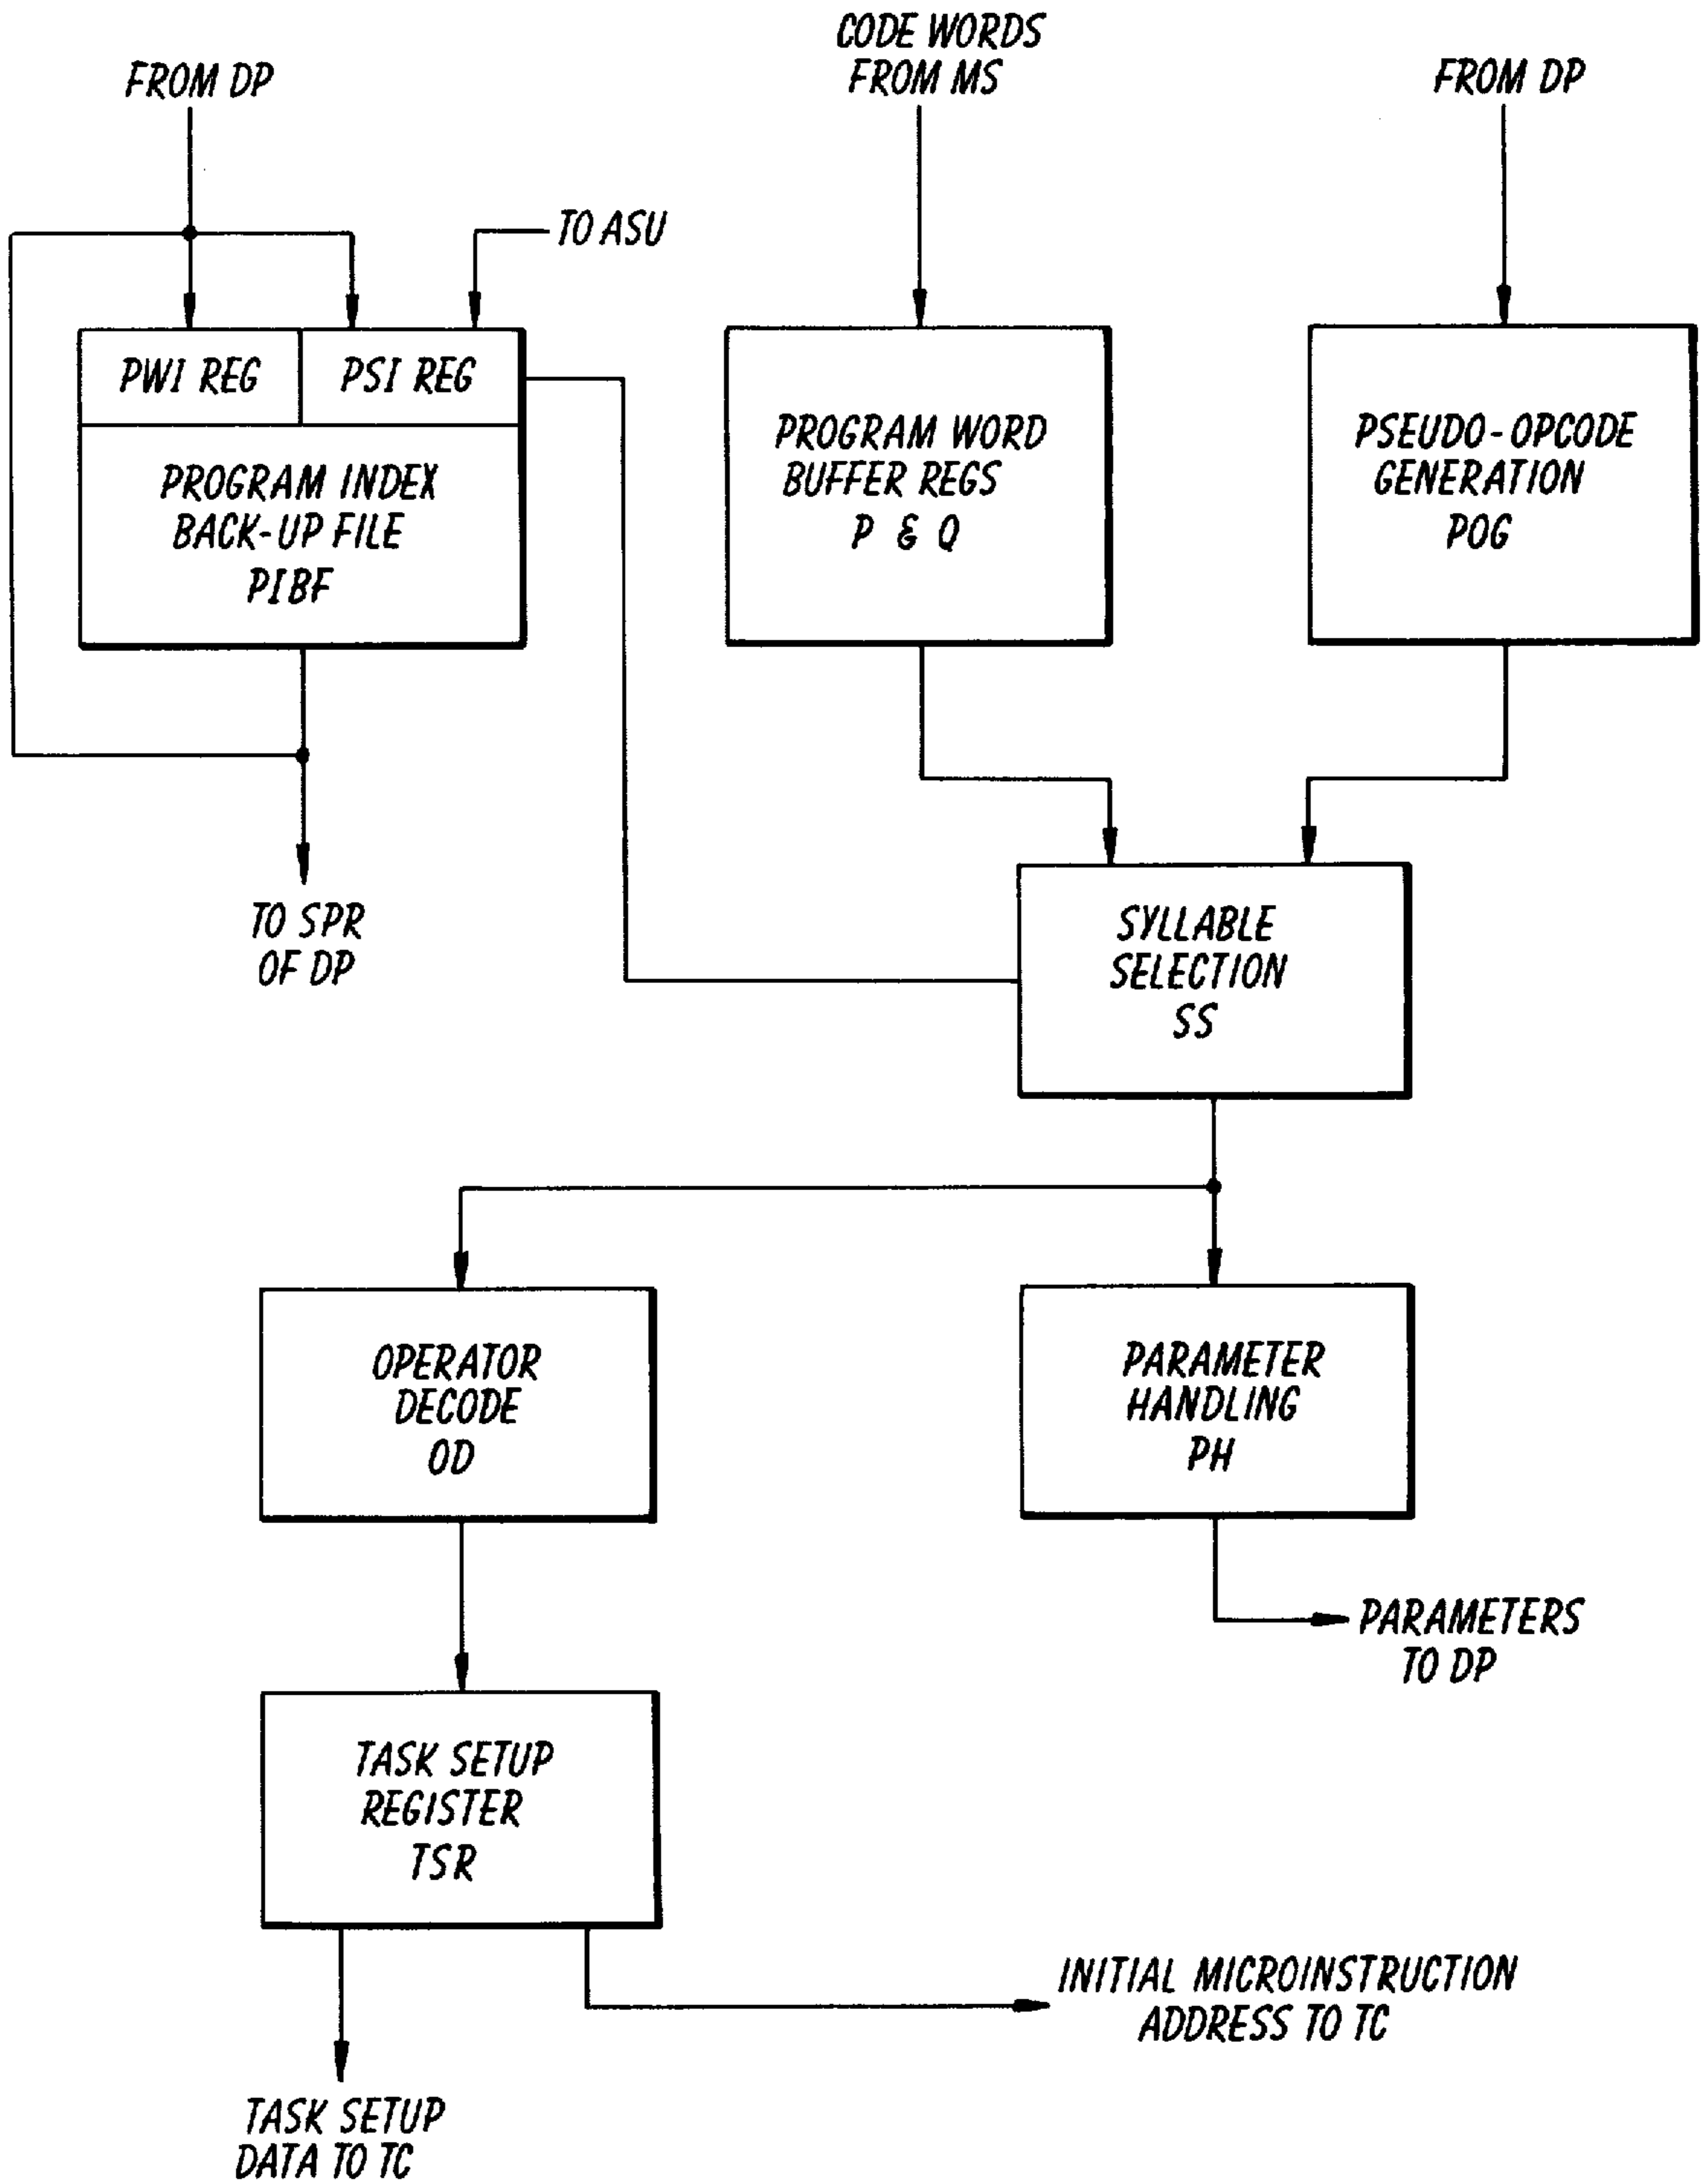 FROM DP
CODE WORDS
FROM MS
FROM DP
TO ASU
PWI REG
PSI REG
PROGRAM INDEX
BACK-UP FILE
PIBF
PROGRAM WORD
BUFFER REGS
P & Q
PSEUDO-OPCODE
GENERATION
POG
TO SPR
OF DP
SYLLABLE
SELECTION
SS
OPERATOR
DECODE
OD
PARAMETER
HANDLING
PH
PARAMETERS
TO DP
TASK SETUP
REGISTER
TSR
INITIAL MICROINSTRUCTION
ADDRESS TO TC
TASK SETUP
DATA TO TC